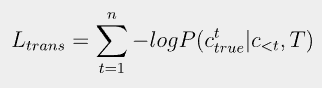 L_{trans} = \sum_{t=1}^{n} -logP(c_{true}^{t}|c_{<t}, T)